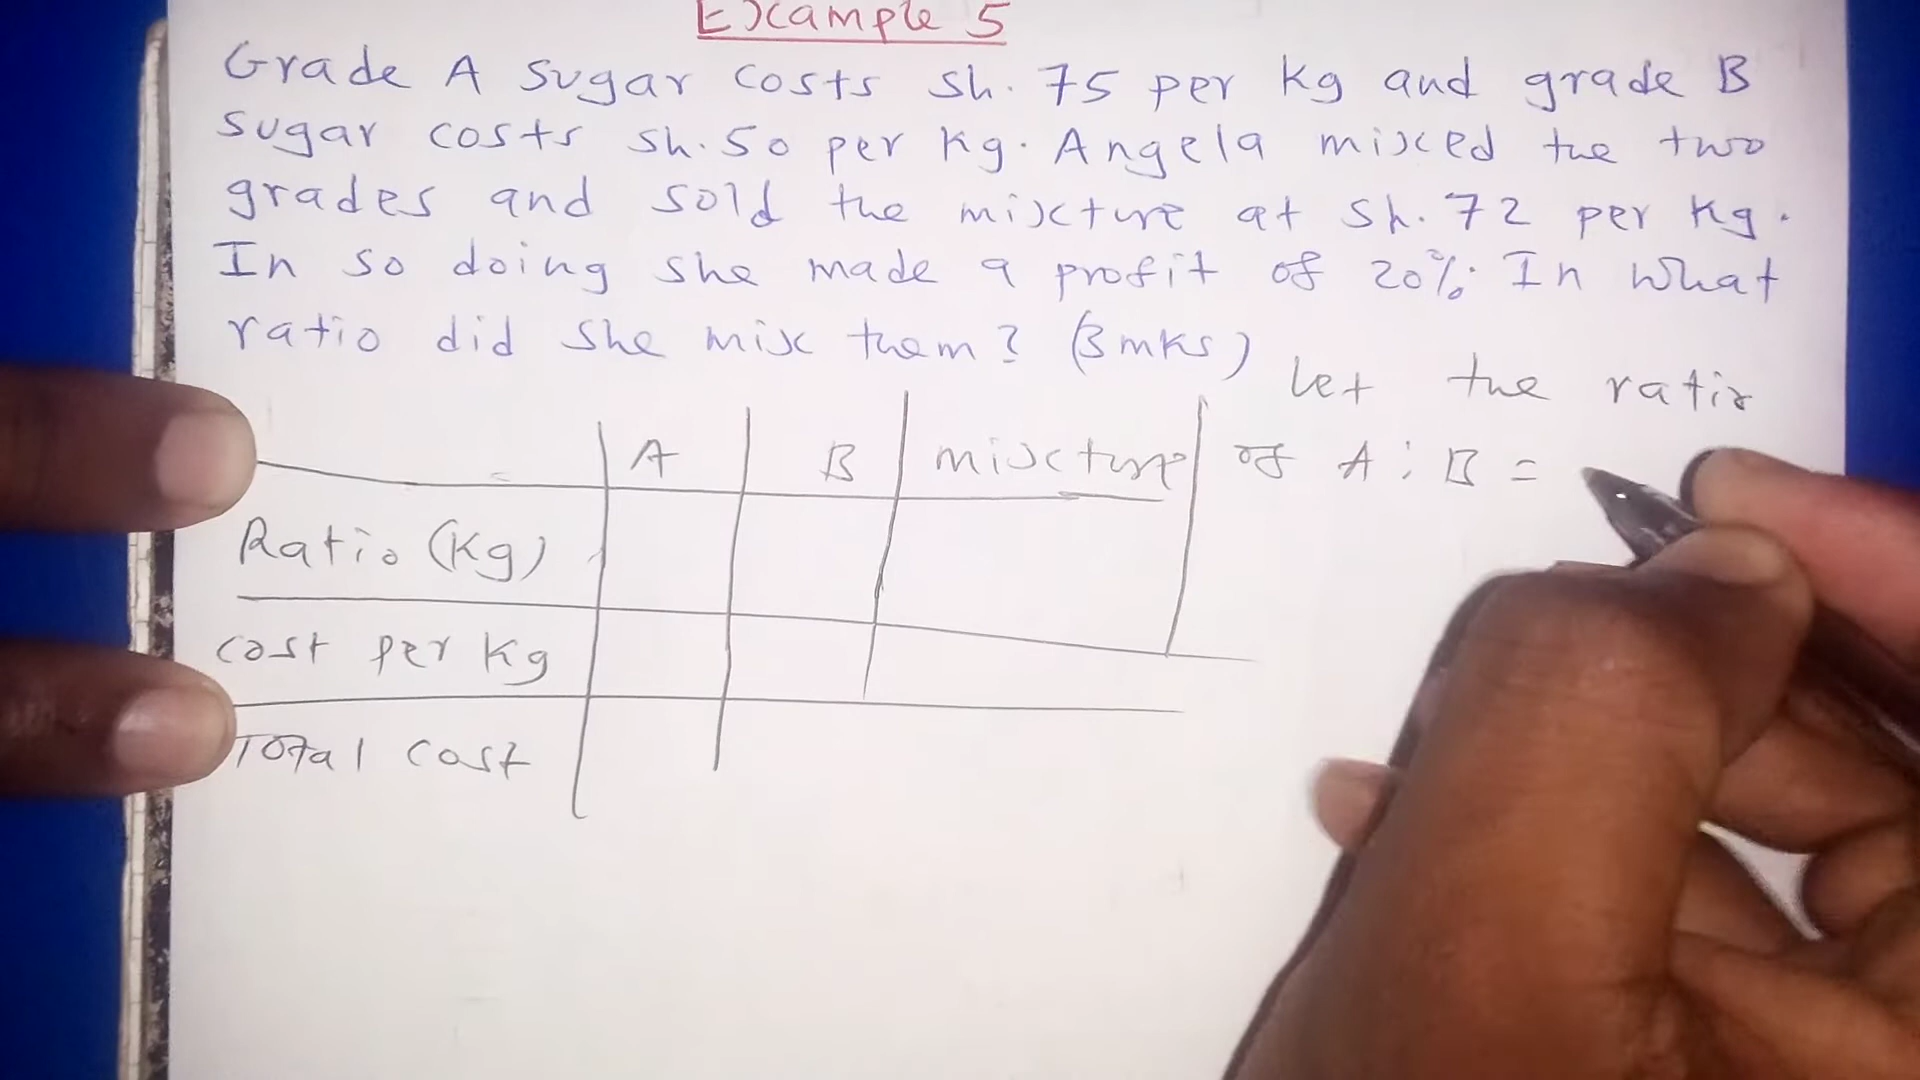 Example 5
Grade A sugar costs sh. 75 per kg and grade B
sugar costs sh. 50 per kg. Angela mixed the two
grades and sold the mixture at sh. 72 per kg.
In so doing she made a profit of 20%. In what
ratio did she mix them? (3mks)
let the ratio
of A : B =
A B mixture
Ratio (kg)
cost per kg
Total cost